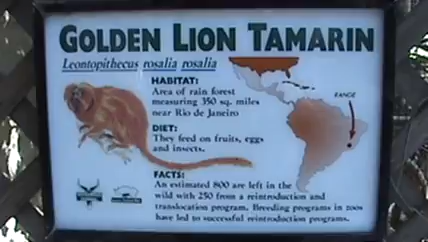 GOLDEN LION TAMARIN
Leontopithecus rosalia rosalia
HABITAT:
Area of rain forest
measuring 350 sq. miles
near Rio de Janeiro
RANGE
DIET:
They feed on fruits, eggs
and insects.
FACTS:
An estimated 800 are left in the
wild with 250 from a reintroduction and
translocation program. Breeding programs in zoos
have led to successful reintroduction programs.